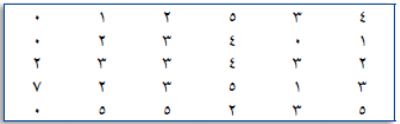 ٠ ١ ٢ ٥ ٣ ٤
٠ ٢ ٣ ٤ ٠ ١
٢ ٣ ٣ ٤ ٣ ٢
٧ ٢ ٣ ٥ ١ ٣
٠ ٥ ٥ ٢ ٣ ٥